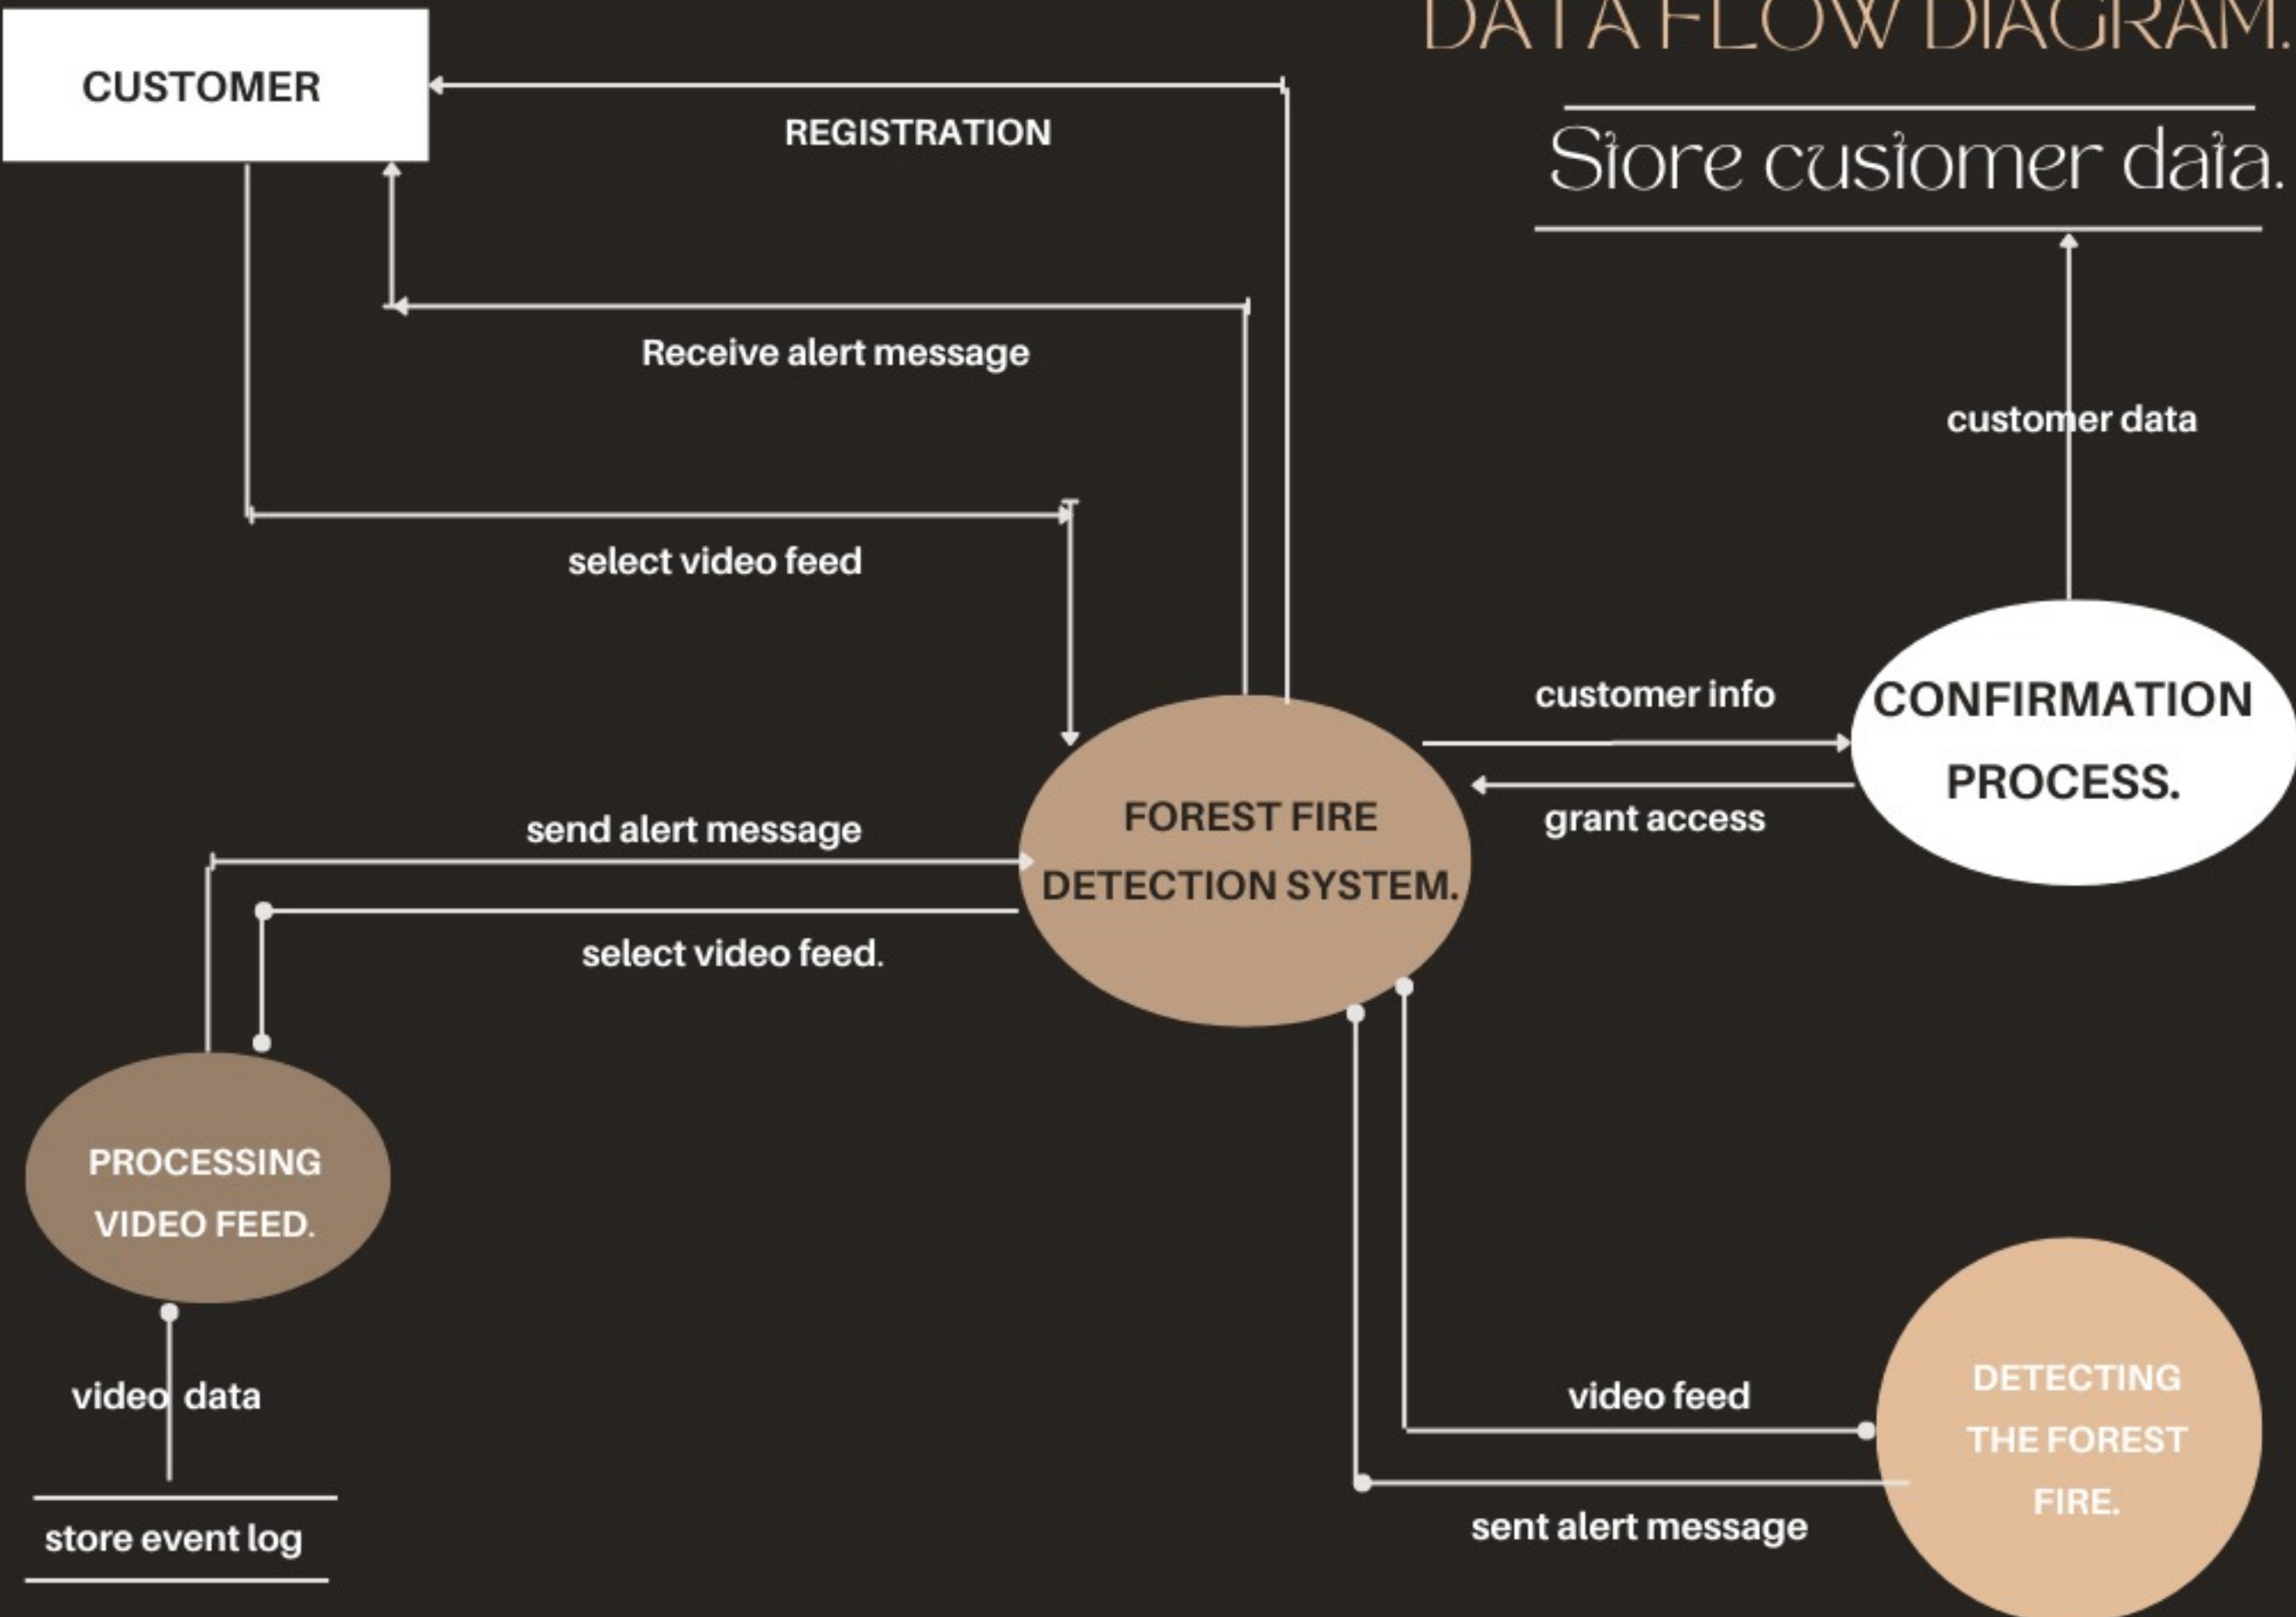 DATA FLOW DIAGRAM.
CUSTOMER
REGISTRATION
Store customer data.
Receive alert message
customer data
select video feed
customer info
CONFIRMATION
PROCESS.
grant access
FOREST FIRE
DETECTION SYSTEM.
send alert message
select video feed.
PROCESSING
VIDEO FEED.
video data
store event log
video feed
sent alert message
DETECTING
THE FOREST
FIRE.